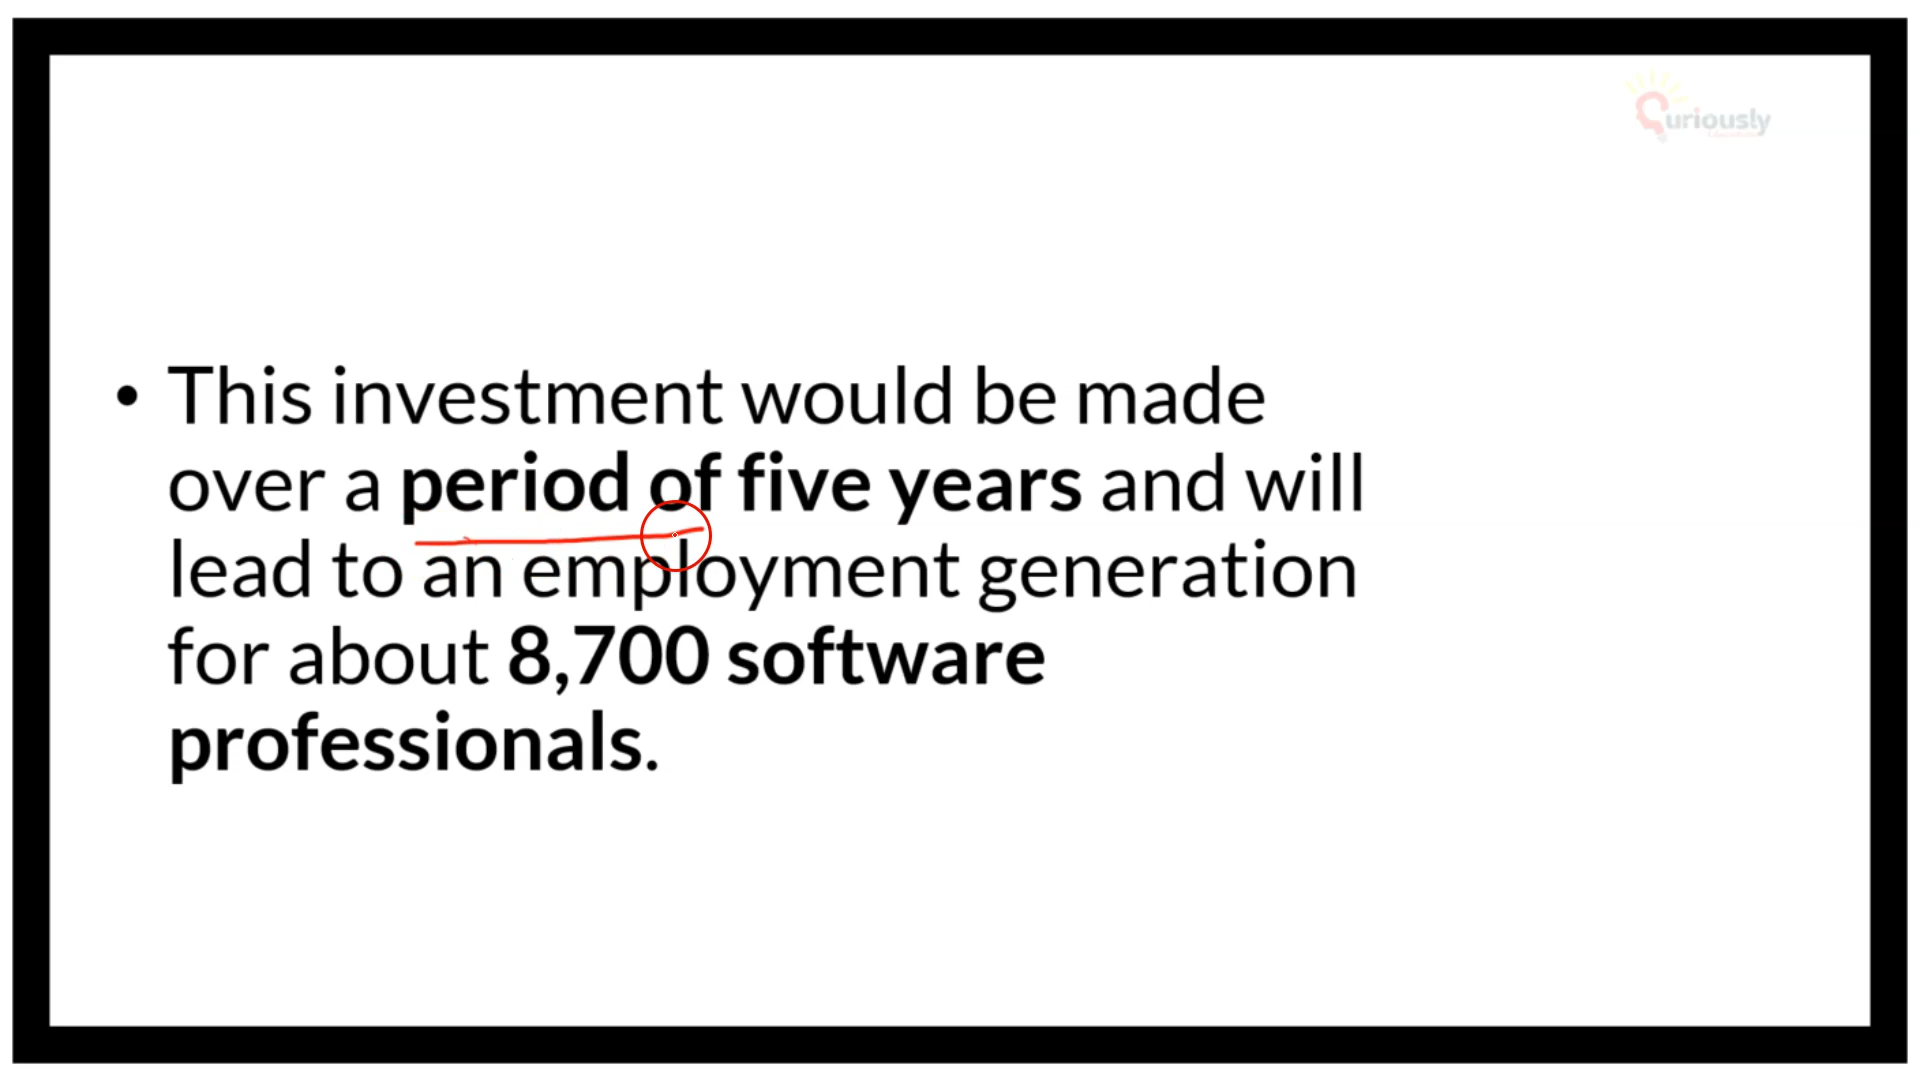 uriously
• This investment would be made
over a period of five years and will
lead to an employment generation
for about 8,700 software
professionals.